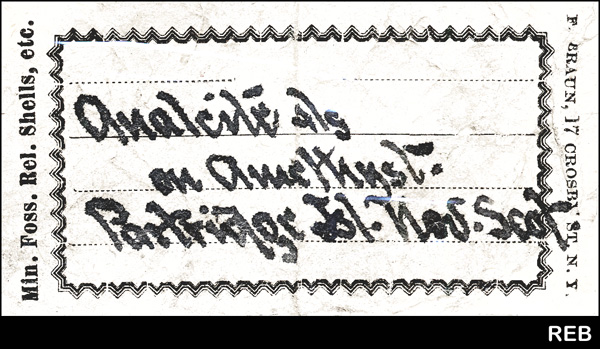 Min. Foss. Rel. Shells, etc.
Analcite xls
on Amethyst.
Partridge Isl. Nov. Scot
F. BRAUN, 17 CROSBY ST. N. Y.
REB